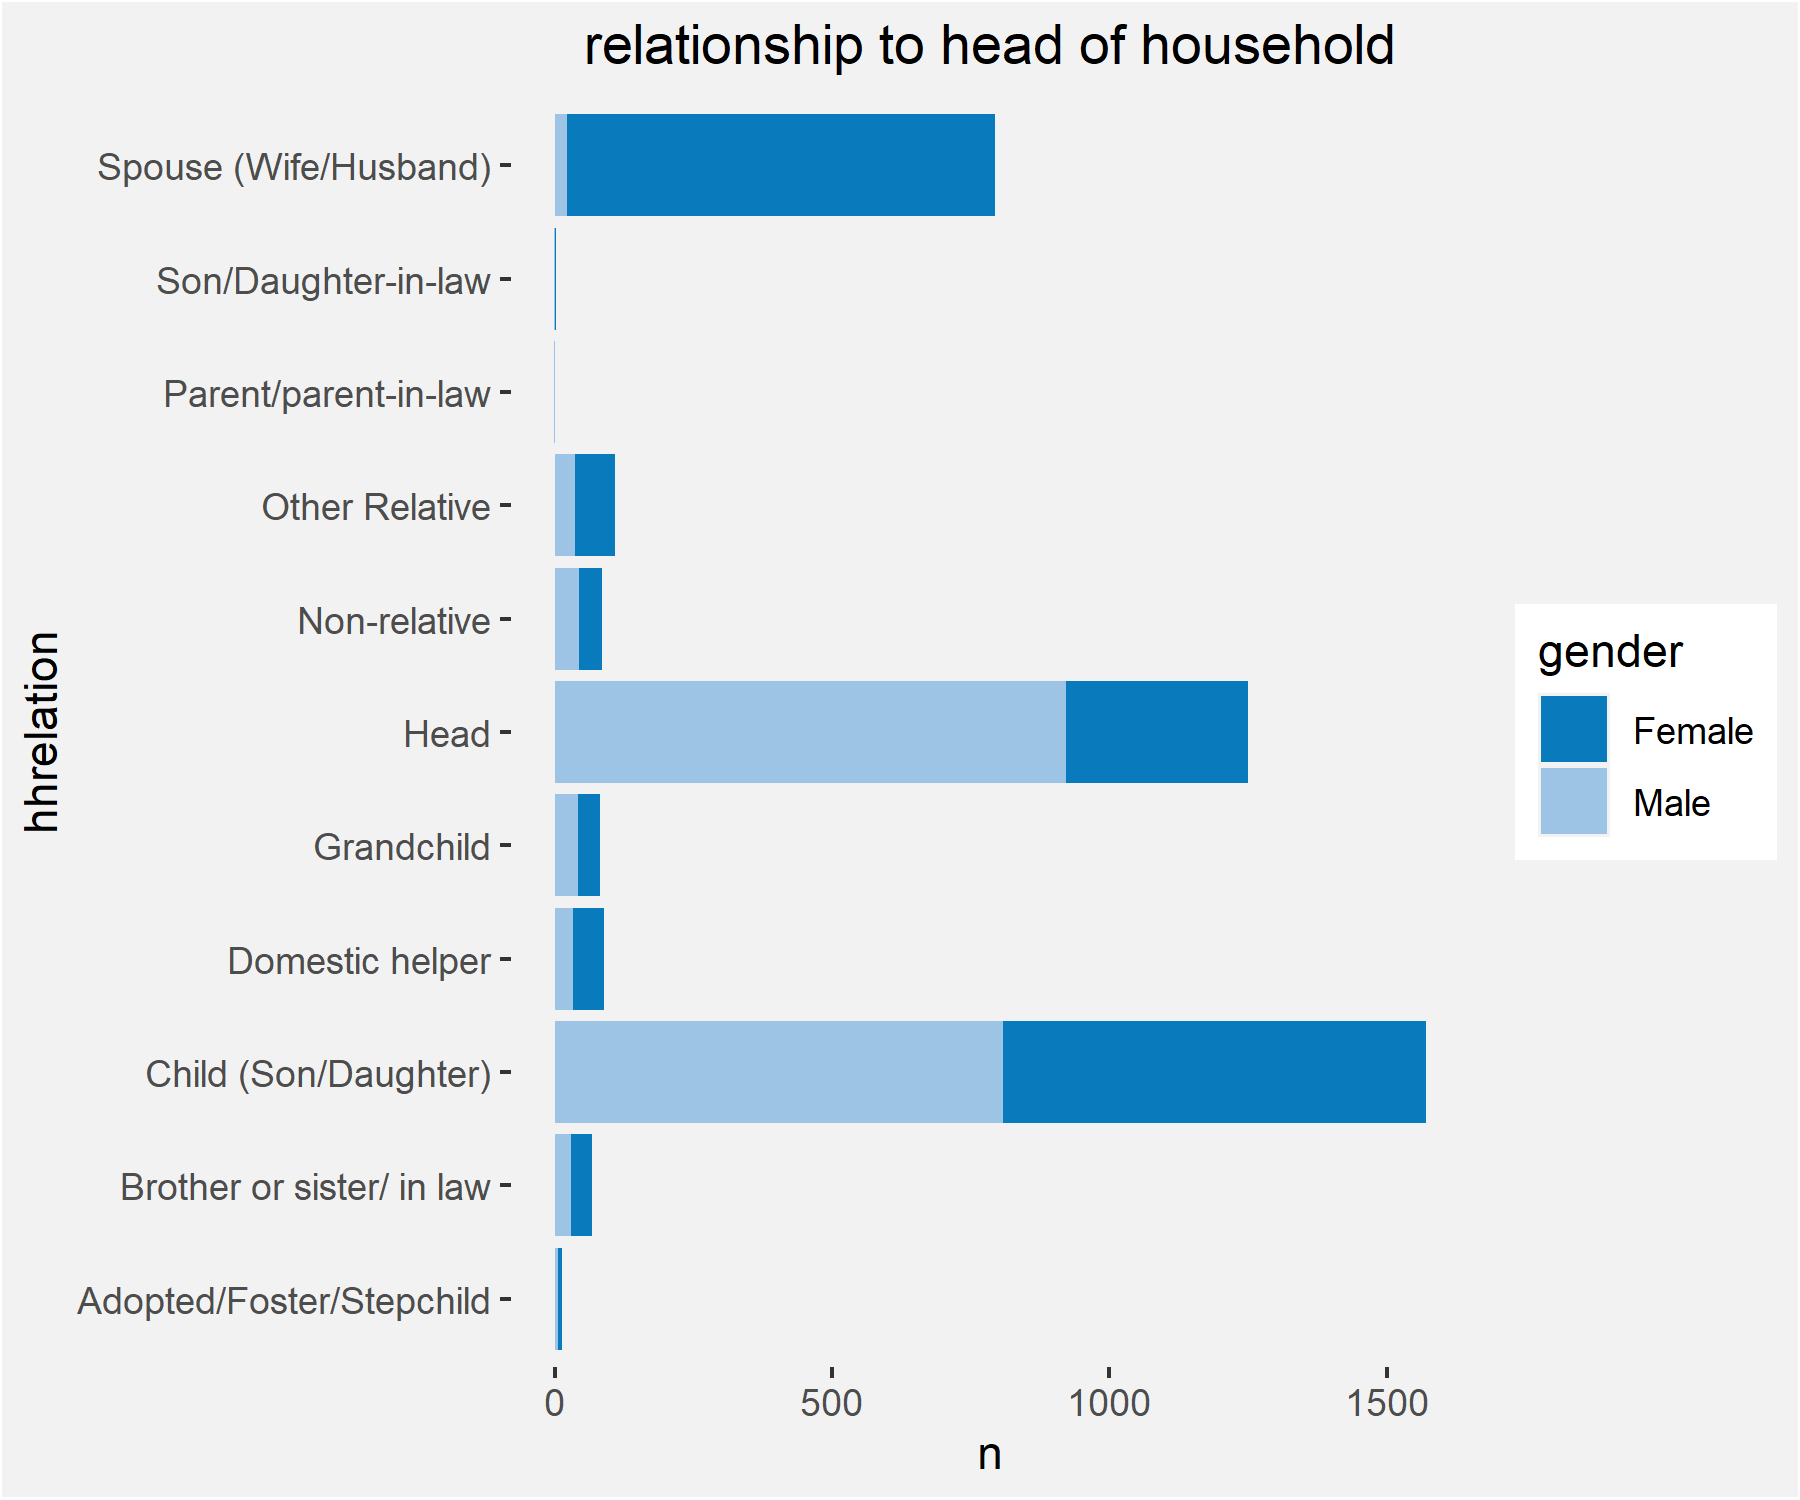 relationship to head of household
hhrelation
Spouse (Wife/Husband)
Son/Daughter-in-law
Parent/parent-in-law
Other Relative
Non-relative
Head
Grandchild
Domestic helper
Child (Son/Daughter)
Brother or sister/ in law
Adopted/Foster/Stepchild
0 500 1000 1500
n
gender
Female
Male